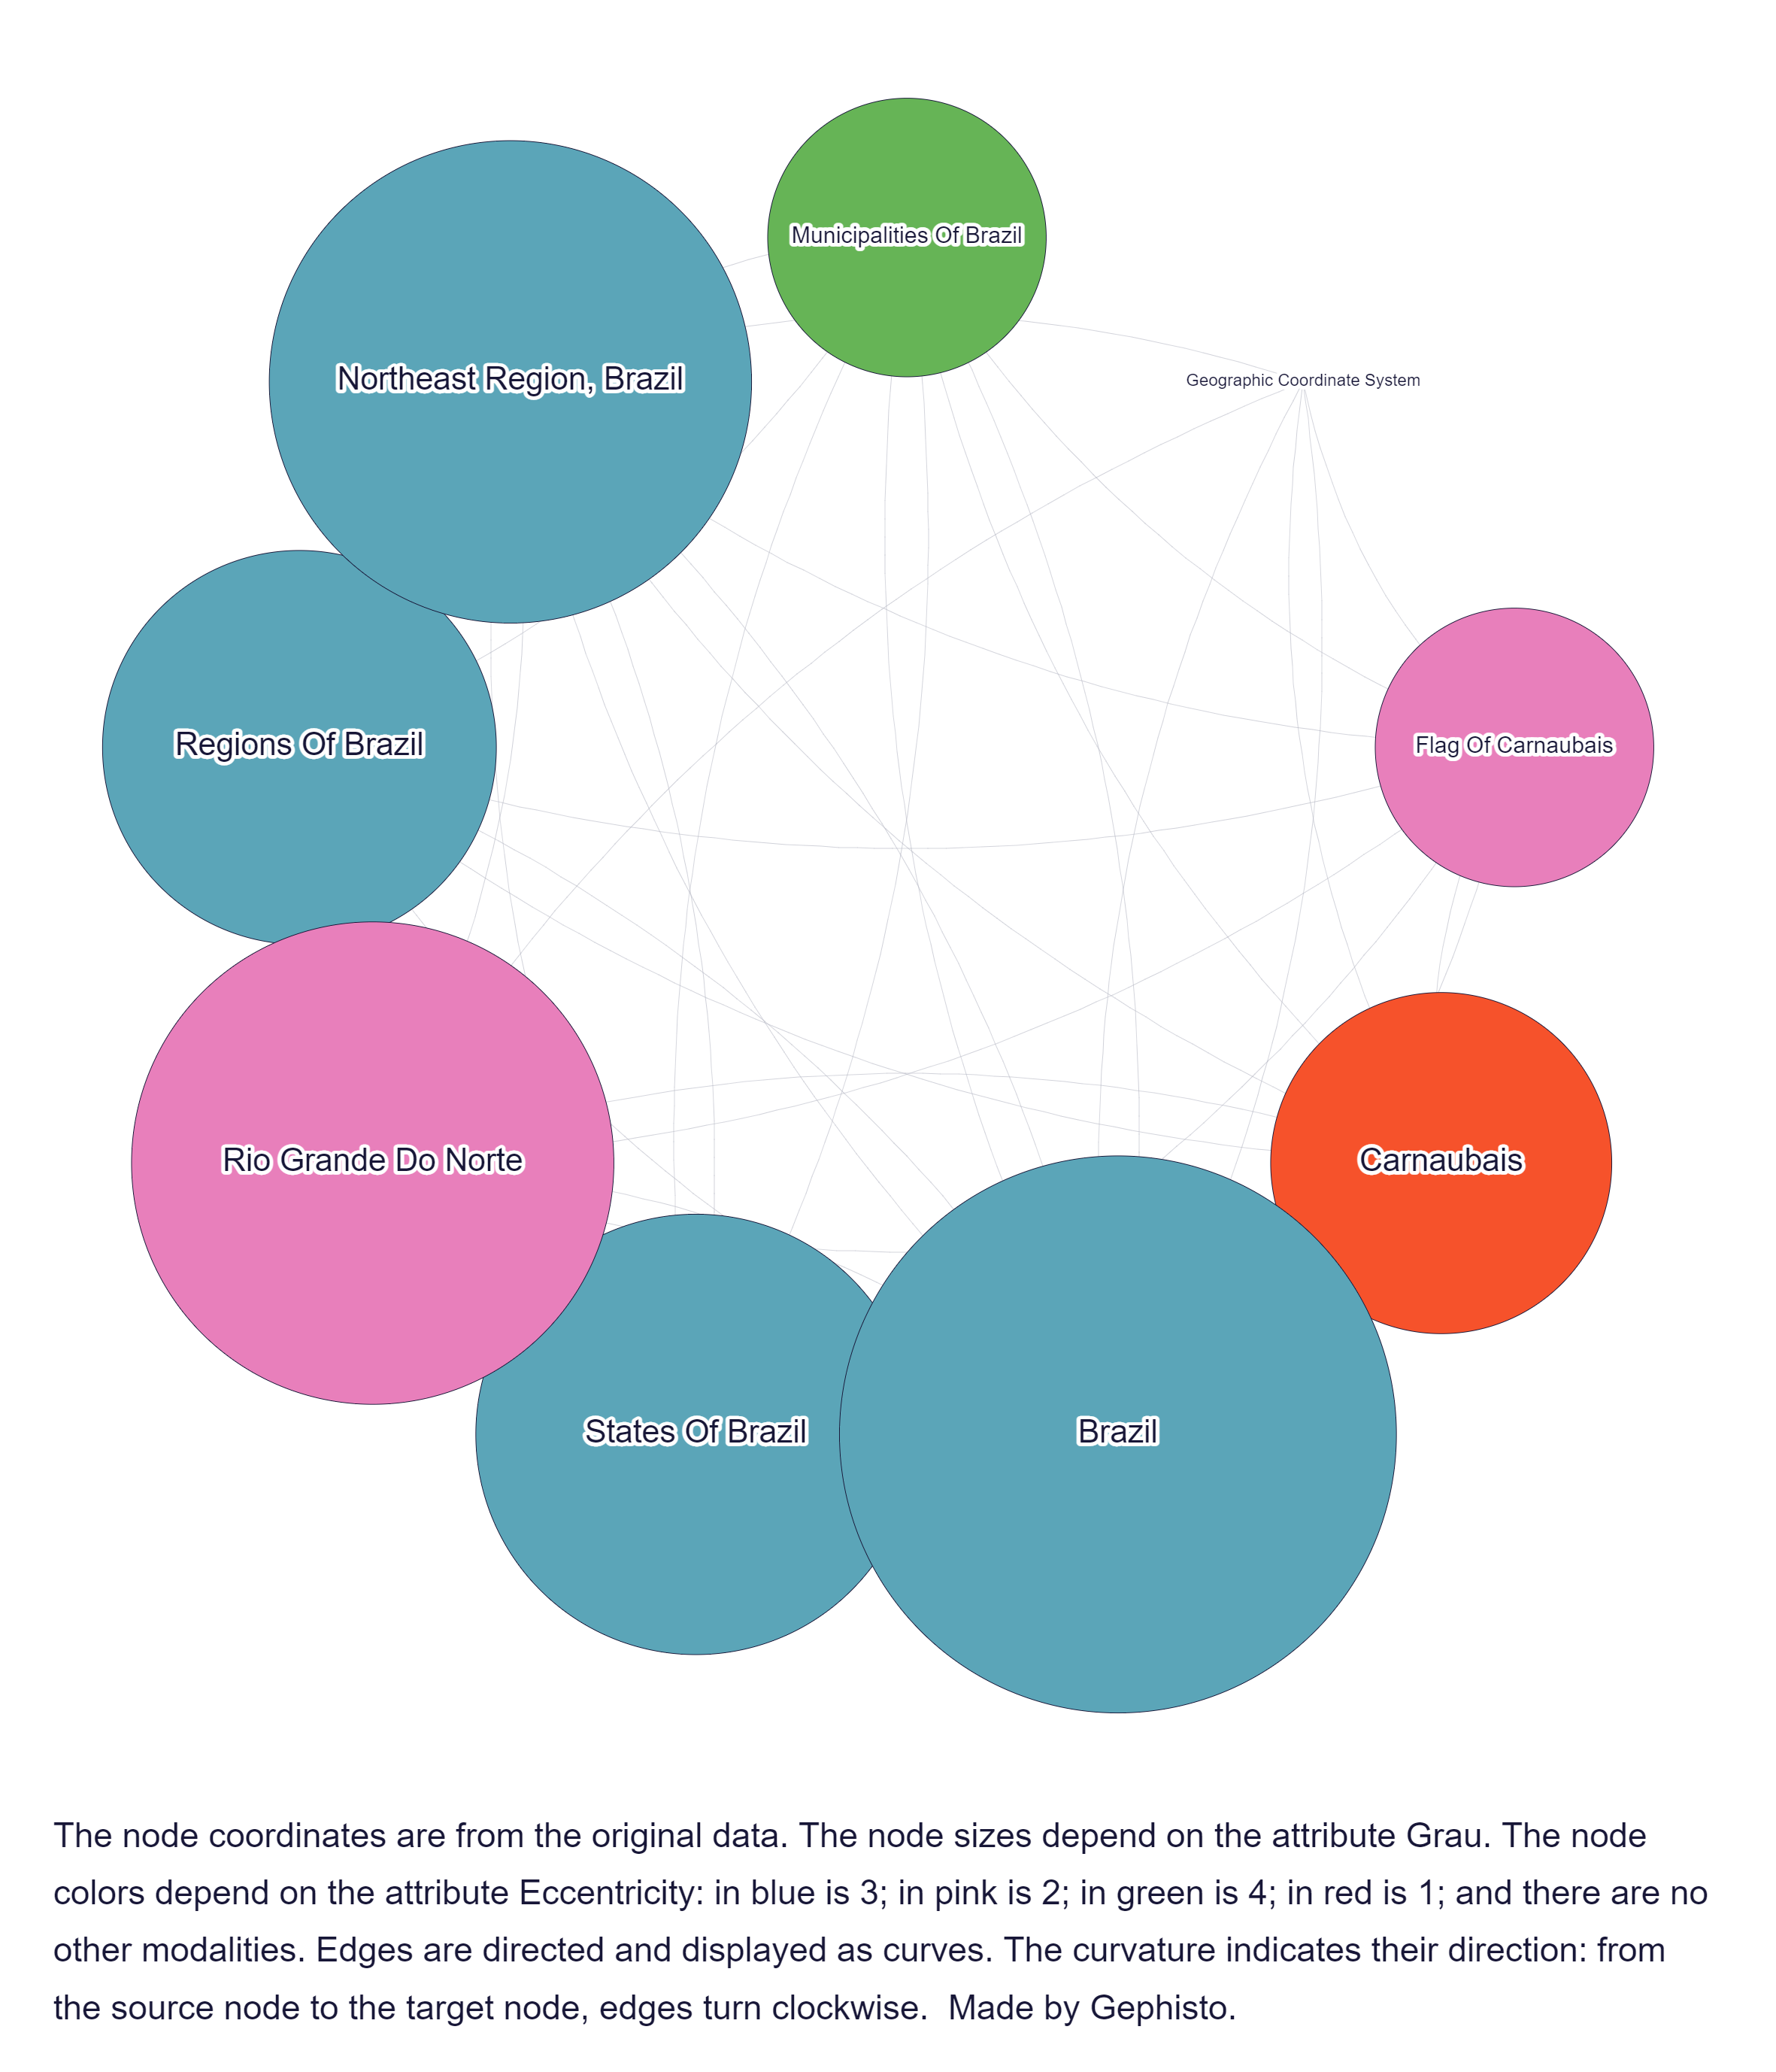 Municipalities Of Brazil
Northeast Region, Brazil
Geographic Coordinate System
Regions Of Brazil
Flag Of Carnaubais
Rio Grande Do Norte
Carnaubais
States Of Brazil
Brazil
The node coordinates are from the original data. The node sizes depend on the attribute Grau. The node
colors depend on the attribute Eccentricity: in blue is 3; in pink is 2; in green is 4; in red is 1; and there are no
other modalities. Edges are directed and displayed as curves. The curvature indicates their direction: from
the source node to the target node, edges turn clockwise.  Made by Gephisto.